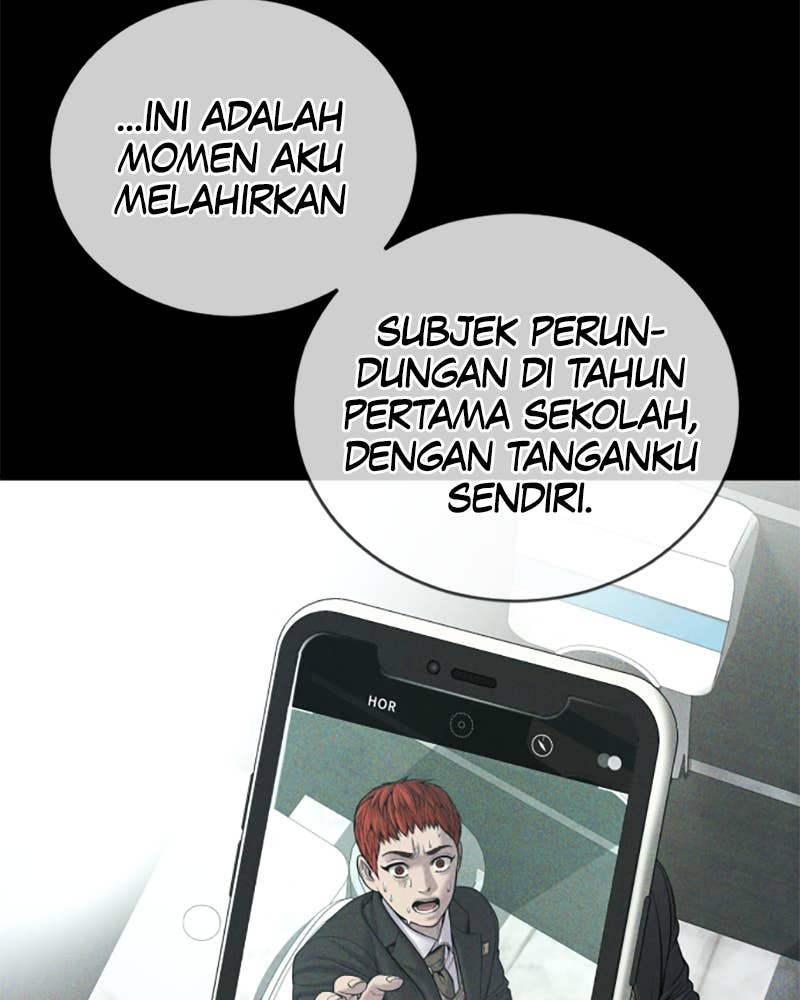 ...INI ADALAH
MOMEN AKU
MELAHIRKAN
SUBJEK PERUN-
DUNGAN DI TAHUN
PERTAMA SEKOLAH,
DENGAN TANGANKU
SENDIRI.
HOR